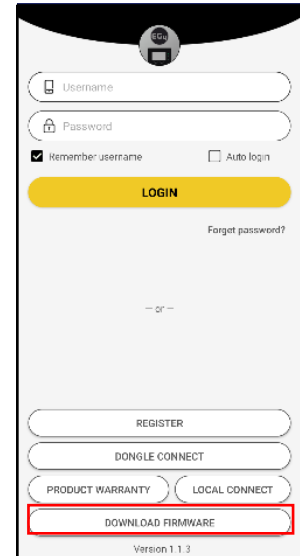 EG4
Username
Password
Remember username
Auto login
LOGIN
Forget password?
— or —
REGISTER
DONGLE CONNECT
PRODUCT WARRANTY
LOCAL CONNECT
DOWNLOAD FIRMWARE
Version 1.1.3